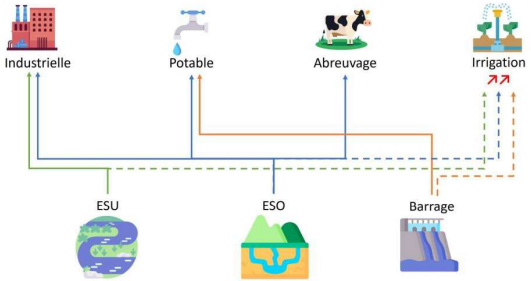 Industrielle
Potable
Abreuvage
Irrigation
ESU
ESO
Barrage